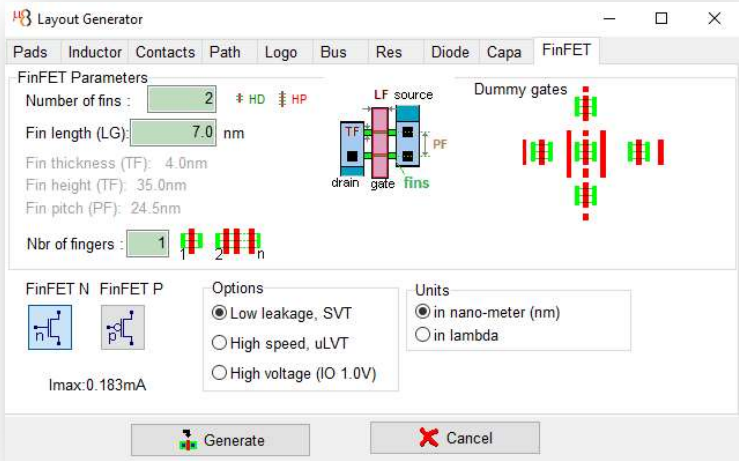 µ8 Layout Generator
Pads Inductor Contacts Path Logo Bus Res Diode Capa FinFET
FinFET Parameters
Number of fins : 2 HD HP
Fin length (LG): 7.0 nm
Fin thickness (TF): 4.0nm
Fin height (TF): 35.0nm
Fin pitch (PF): 24.5nm
Nbr of fingers : 1 1 2 n
LF source
TF
PF
drain gate fins
Dummy gates
FinFET N FinFET P
n p
Imax:0.183mA
Options
Low leakage, SVT
High speed, uLVT
High voltage (IO 1.0V)
Units
in nano-meter (nm)
in lambda
Generate Cancel